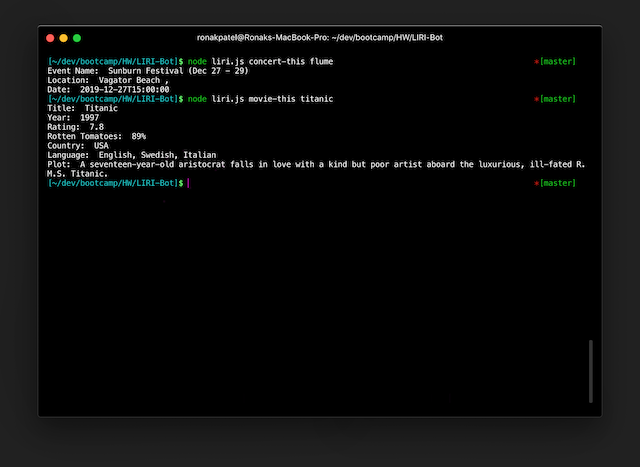 ronakpatel@Ronaks-MacBook-Pro: ~/dev/bootcamp/HW/LIRI-Bot
[~/dev/bootcamp/HW/LIRI-Bot]$ node liri.js concert-this flume *[master]
Event Name:  Sunburn Festival (Dec 27 - 29)
Location:  Vagator Beach ,
Date:  2019-12-27T15:00:00
[~/dev/bootcamp/HW/LIRI-Bot]$ node liri.js movie-this titanic *[master]
Title:  Titanic
Year:  1997
Rating:  7.8
Rotten Tomatoes:  89%
Country:  USA
Language:  English, Swedish, Italian
Plot:  A seventeen-year-old aristocrat falls in love with a kind but poor artist aboard the luxurious, ill-fated R.
M.S. Titanic.
[~/dev/bootcamp/HW/LIRI-Bot]$ *[master]